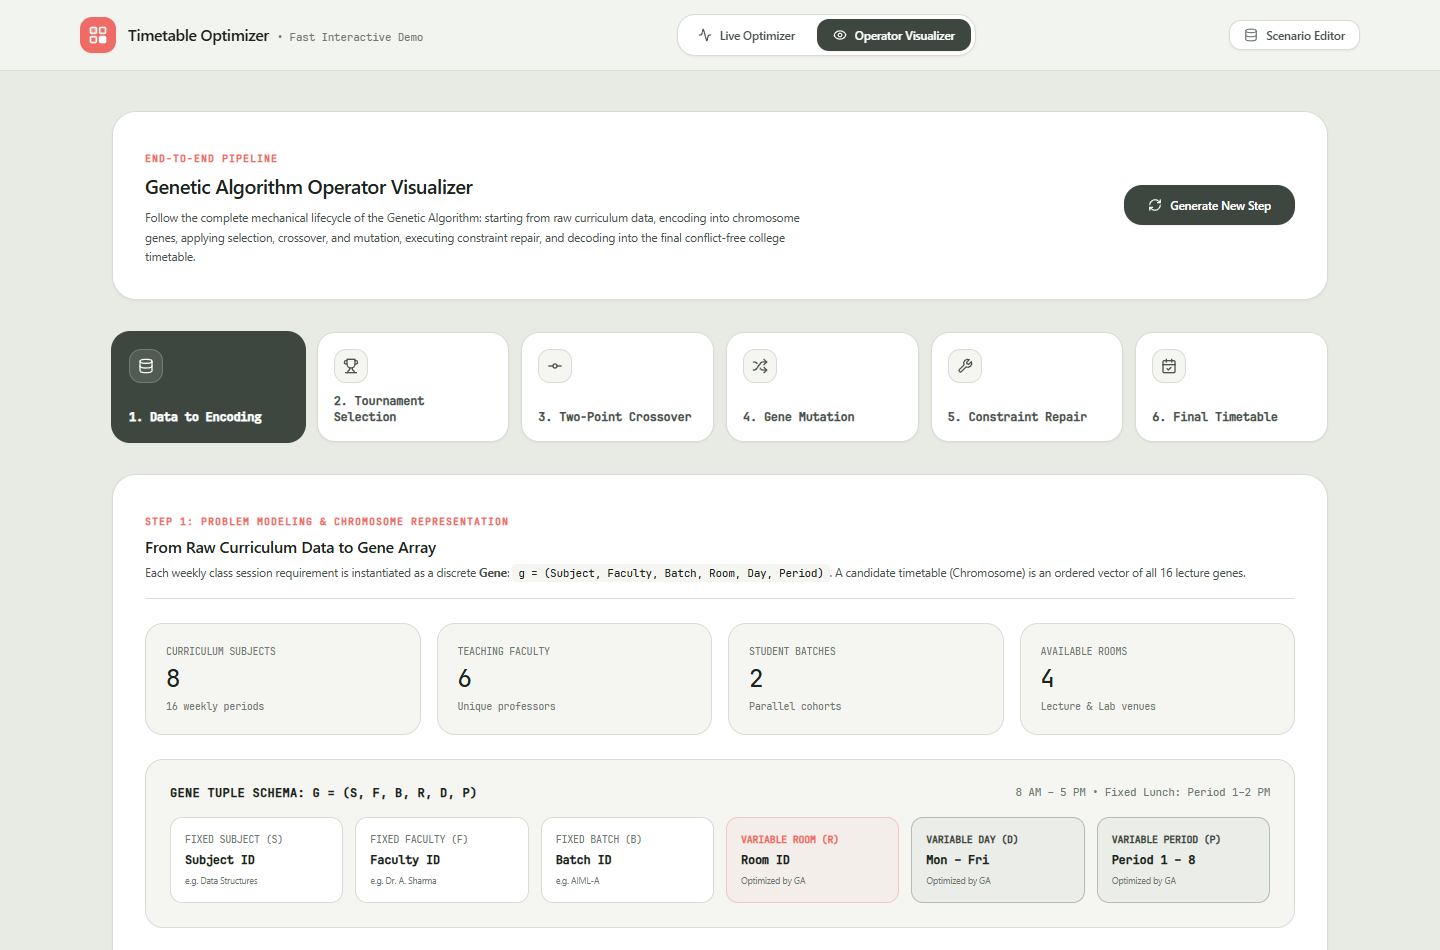 Timetable Optimizer • Fast Interactive Demo
Live Optimizer
Operator Visualizer
Scenario Editor
END-TO-END PIPELINE
Genetic Algorithm Operator Visualizer
Follow the complete mechanical lifecycle of the Genetic Algorithm: starting from raw curriculum data, encoding into chromosome
genes, applying selection, crossover, and mutation, executing constraint repair, and decoding into the final conflict-free college
timetable.
Generate New Step
1. Data to Encoding
2. Tournament
Selection
3. Two-Point Crossover
4. Gene Mutation
5. Constraint Repair
6. Final Timetable
STEP 1: PROBLEM MODELING & CHROMOSOME REPRESENTATION
From Raw Curriculum Data to Gene Array
Each weekly class session requirement is instantiated as a discrete Gene: g = (Subject, Faculty, Batch, Room, Day, Period). A candidate timetable (Chromosome) is an ordered vector of all 16 lecture genes.
CURRICULUM SUBJECTS
8
16 weekly periods
TEACHING FACULTY
6
Unique professors
STUDENT BATCHES
2
Parallel cohorts
AVAILABLE ROOMS
4
Lecture & Lab venues
GENE TUPLE SCHEMA: G = (S, F, B, R, D, P)
8 AM – 5 PM • Fixed Lunch: Period 1–2 PM
FIXED SUBJECT (S)
Subject ID
e.g. Data Structures
FIXED FACULTY (F)
Faculty ID
e.g. Dr. A. Sharma
FIXED BATCH (B)
Batch ID
e.g. AIML-A
VARIABLE ROOM (R)
Room ID
Optimized by GA
VARIABLE DAY (D)
Mon – Fri
Optimized by GA
VARIABLE PERIOD (P)
Period 1 – 8
Optimized by GA